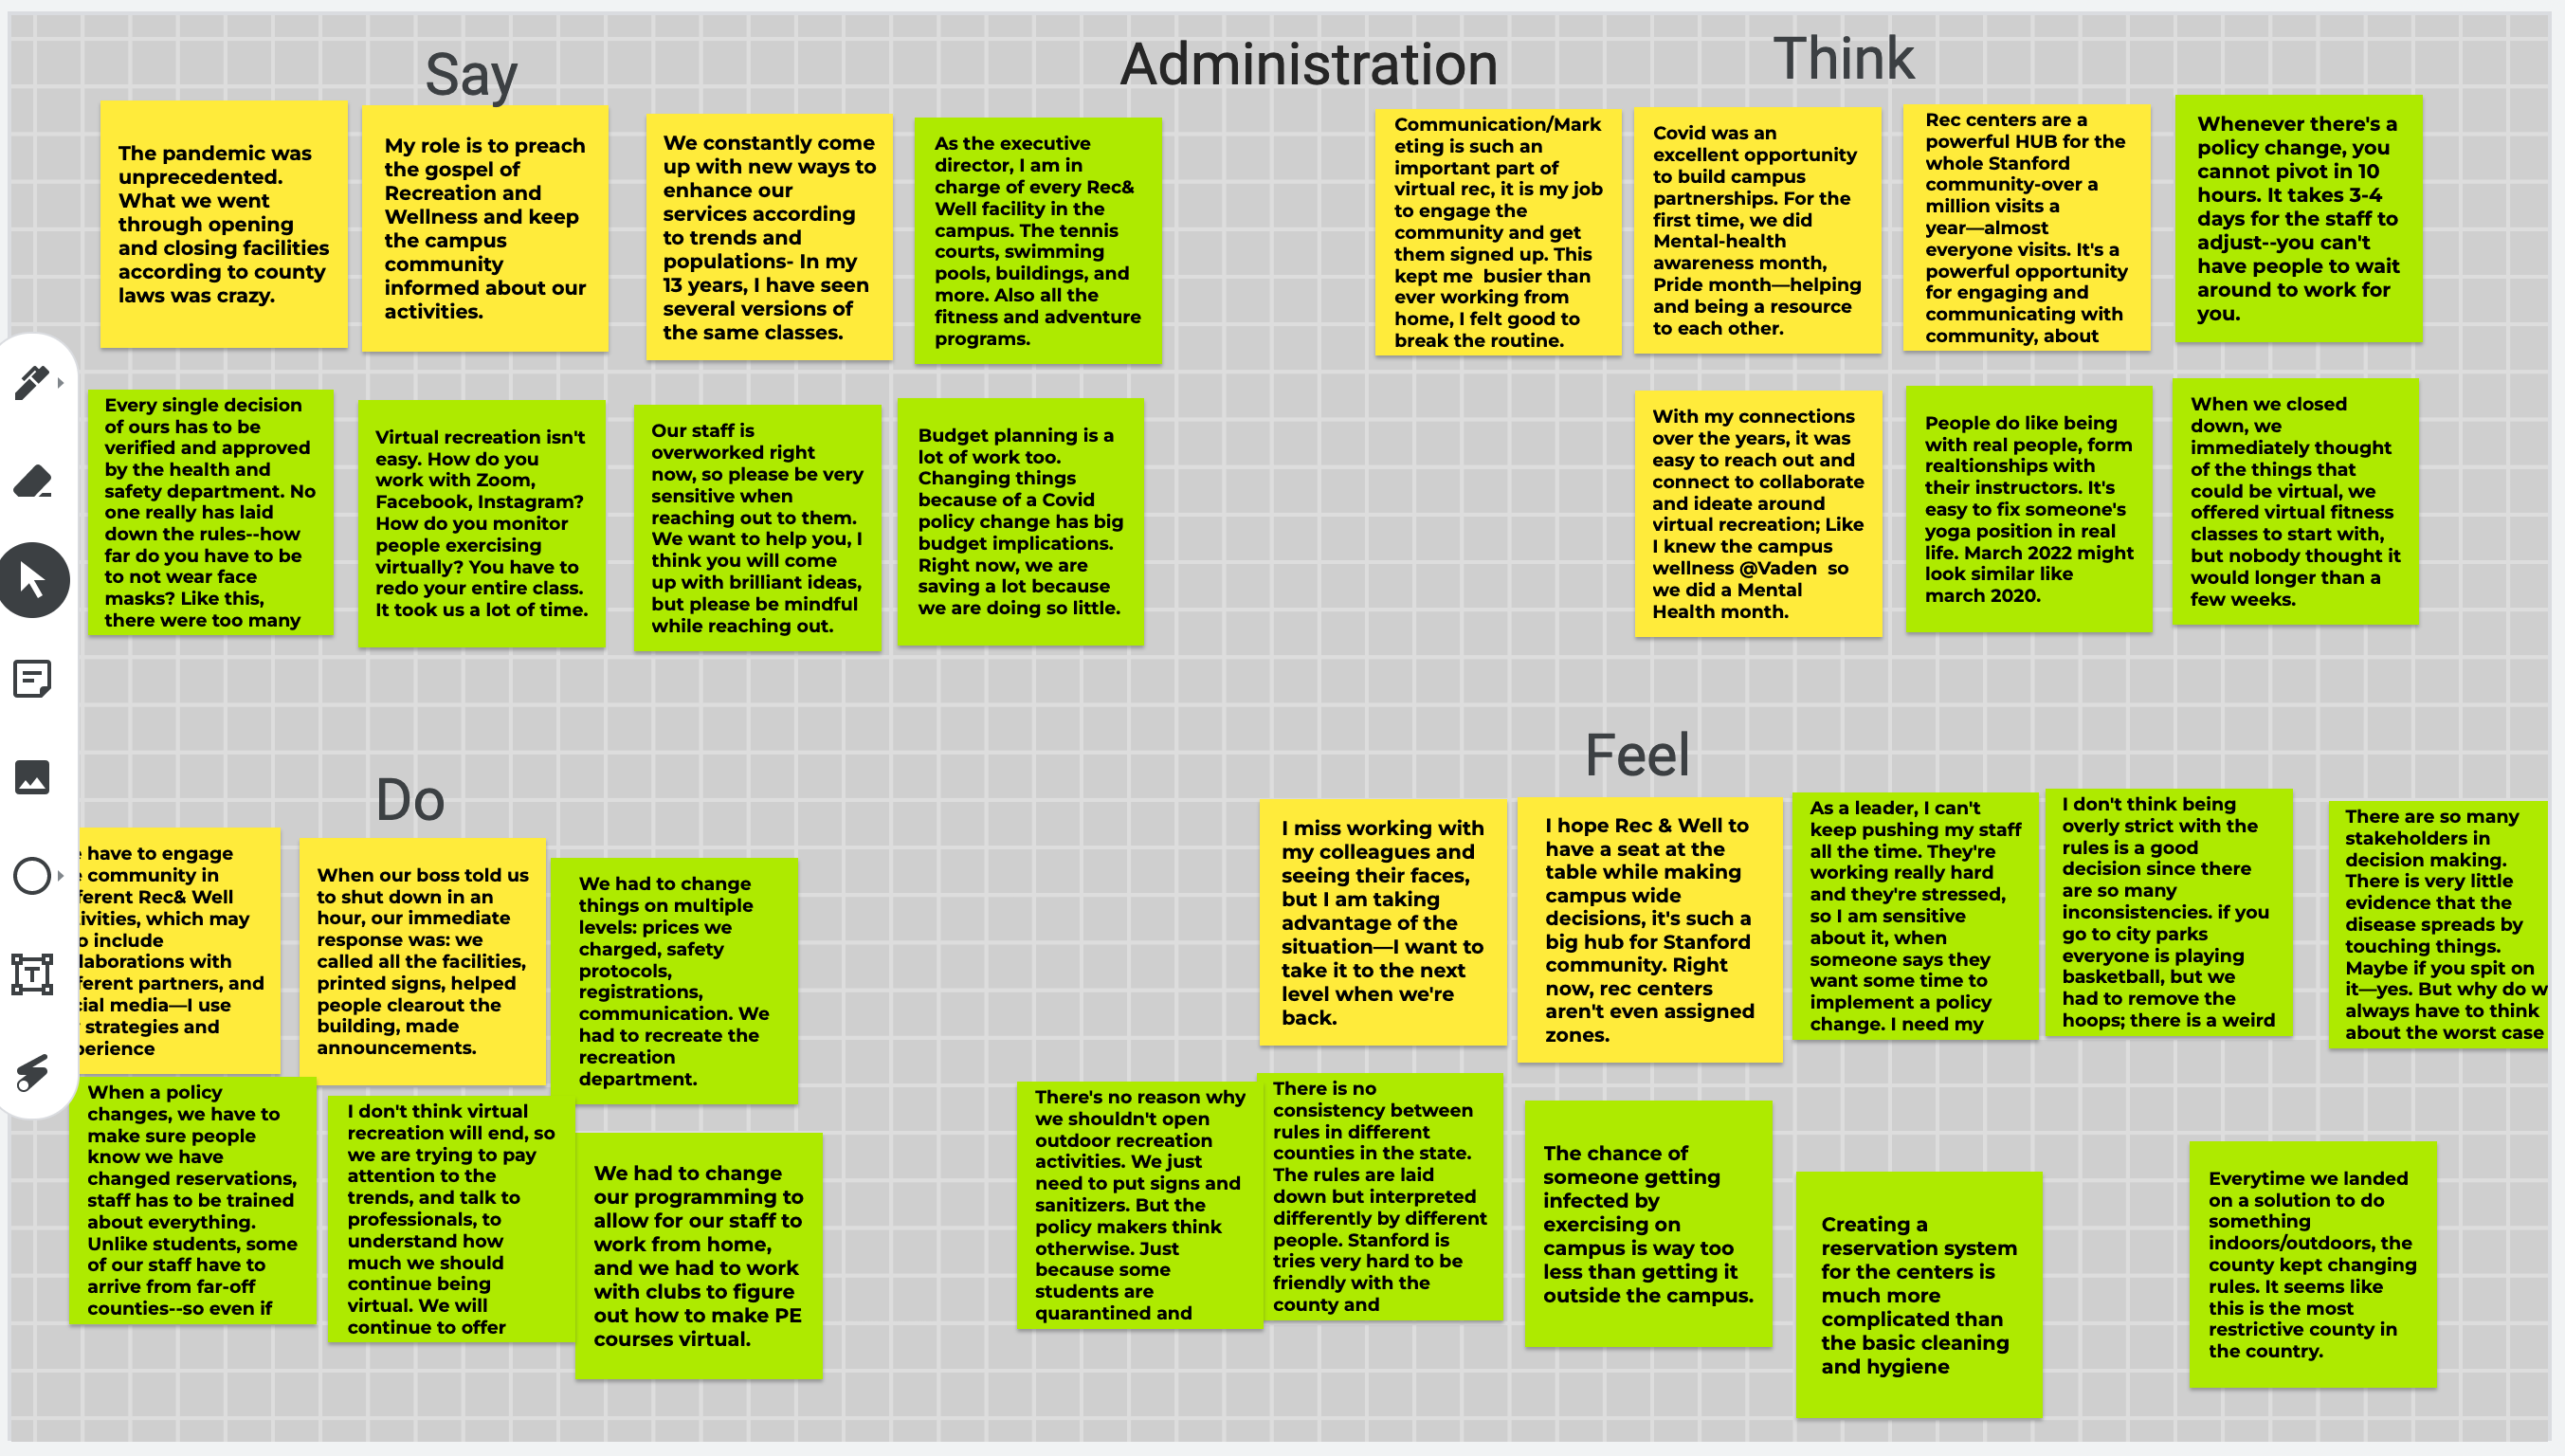 Administration
Say
The pandemic was
unprecedented.
What we went
through opening
and closing facilities
according to county
laws was crazy.
My role is to preach
the gospel of
Recreation and
Wellness and keep
the campus
community
informed about our
activities.
We constantly come
up with new ways to
enhance our
services according
to trends and
populations- In my
13 years, I have seen
several versions of
the same classes.
As the executive
director, I am in
charge of every Rec&
Well facility in the
campus. The tennis
courts, swimming
pools, buildings, and
more. Also all the
fitness and adventure
programs.
Every single decision
of ours has to be
verified and approved
by the health and
safety department. No
one really has laid
down the rules--how
far do you have to be
to not wear face
masks? Like this,
there were too many
Virtual recreation isn't
easy. How do you
work with Zoom,
Facebook, Instagram?
How do you monitor
people exercising
virtually? You have to
redo your entire class.
It took us a lot of time.
Our staff is
overworked right
now, so please be very
sensitive when
reaching out to them.
We want to help you, I
think you will come
up with brilliant ideas,
but please be mindful
while reaching out.
Budget planning is a
lot of work too.
Changing things
because of a Covid
policy change has big
budget implications.
Right now, we are
saving a lot because
we are doing so little.
Think
Communication/Mark
eting is such an
important part of
virtual rec, it is my job
to engage the
community and get
them signed up. This
kept me  busier than
ever working from
home, I felt good to
break the routine.
Covid was an
excellent opportunity
to build campus
partnerships. For the
first time, we did
Mental-health
awareness month,
Pride month—helping
and being a resource
to each other.
Rec centers are a
powerful HUB for the
whole Stanford
community-over a
million visits a
year—almost
everyone visits. It's a
powerful opportunity
for engaging and
communicating with
community, about
Whenever there's a
policy change, you
cannot pivot in 10
hours. It takes 3-4
days for the staff to
adjust--you can't
have people to wait
around to work for
you.
With my connections
over the years, it was
easy to reach out and
connect to collaborate
and ideate around
virtual recreation; Like
I knew the campus
wellness @Vaden  so
we did a Mental
Health month.
People do like being
with real people, form
realtionships with
their instructors. It's
easy to fix someone's
yoga position in real
life. March 2022 might
look similar like
march 2020.
When we closed
down, we
immediately thought
of the things that
could be virtual, we
offered virtual fitness
classes to start with,
but nobody thought it
would longer than a
few weeks.
Do
have to engage
community in
ferent Rec& Well
ivities, which may
o include
laborations with
ferent partners, and
cial media—I use
strategies and
perience
When our boss told us
to shut down in an
hour, our immediate
response was: we
called all the facilities,
printed signs, helped
people clearout the
building, made
announcements.
We had to change
things on multiple
levels: prices we
charged, safety
protocols,
registrations,
communication. We
had to recreate the
recreation
department.
When a policy
changes, we have to
make sure people
know we have
changed reservations,
staff has to be trained
about everything.
Unlike students, some
of our staff have to
arrive from far-off
counties--so even if
I don't think virtual
recreation will end, so
we are trying to pay
attention to the
trends, and talk to
professionals, to
understand how
much we should
continue being
virtual. We will
continue to offer
We had to change
our programming to
allow for our staff to
work from home,
and we had to work
with clubs to figure
out how to make PE
courses virtual.
Feel
I miss working with
my colleagues and
seeing their faces,
but I am taking
advantage of the
situation—I want to
take it to the next
level when we're
back.
I hope Rec & Well to
have a seat at the
table while making
campus wide
decisions, it's such a
big hub for Stanford
community. Right
now, rec centers
aren't even assigned
zones.
As a leader, I can't
keep pushing my staff
all the time. They're
working really hard
and they're stressed,
so I am sensitive
about it, when
someone says they
want some time to
implement a policy
change. I need my
I don't think being
overly strict with the
rules is a good
decision since there
are so many
inconsistencies. if you
go to city parks
everyone is playing
basketball, but we
had to remove the
hoops; there is a weird
There are so many
stakeholders in
decision making.
There is very little
evidence that the
disease spreads by
touching things.
Maybe if you spit on
it—yes. But why do w
always have to think
about the worst case
There's no reason why
we shouldn't open
outdoor recreation
activities. We just
need to put signs and
sanitizers. But the
policy makers think
otherwise. Just
because some
students are
quarantined and
There is no
consistency between
rules in different
counties in the state.
The rules are laid
down but interpreted
differently by different
people. Stanford is
tries very hard to be
friendly with the
county and
The chance of
someone getting
infected by
exercising on
campus is way too
less than getting it
outside the campus.
Creating a
reservation system
for the centers is
much more
complicated than
the basic cleaning
and hygiene
Everytime we landed
on a solution to do
something
indoors/outdoors, the
county kept changing
rules. It seems like
this is the most
restrictive county in
the country.